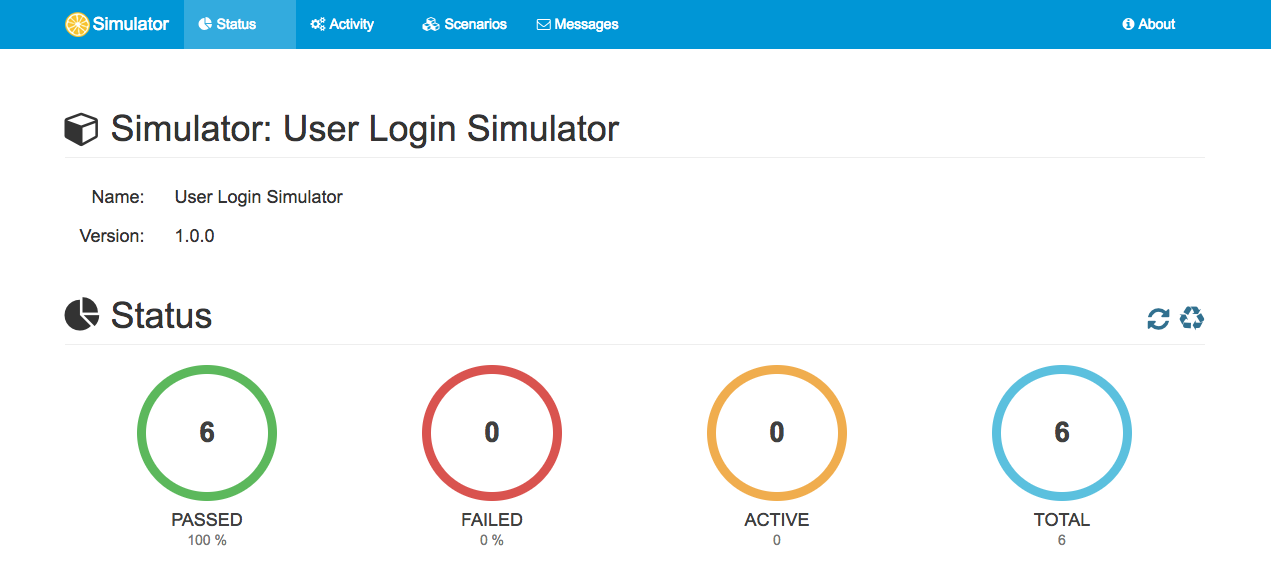 Simulator Status Activity Scenarios Messages About
Simulator: User Login Simulator
Name: User Login Simulator
Version: 1.0.0
Status
6 0 0 6
PASSED FAILED ACTIVE TOTAL
100 % 0 % 0 6